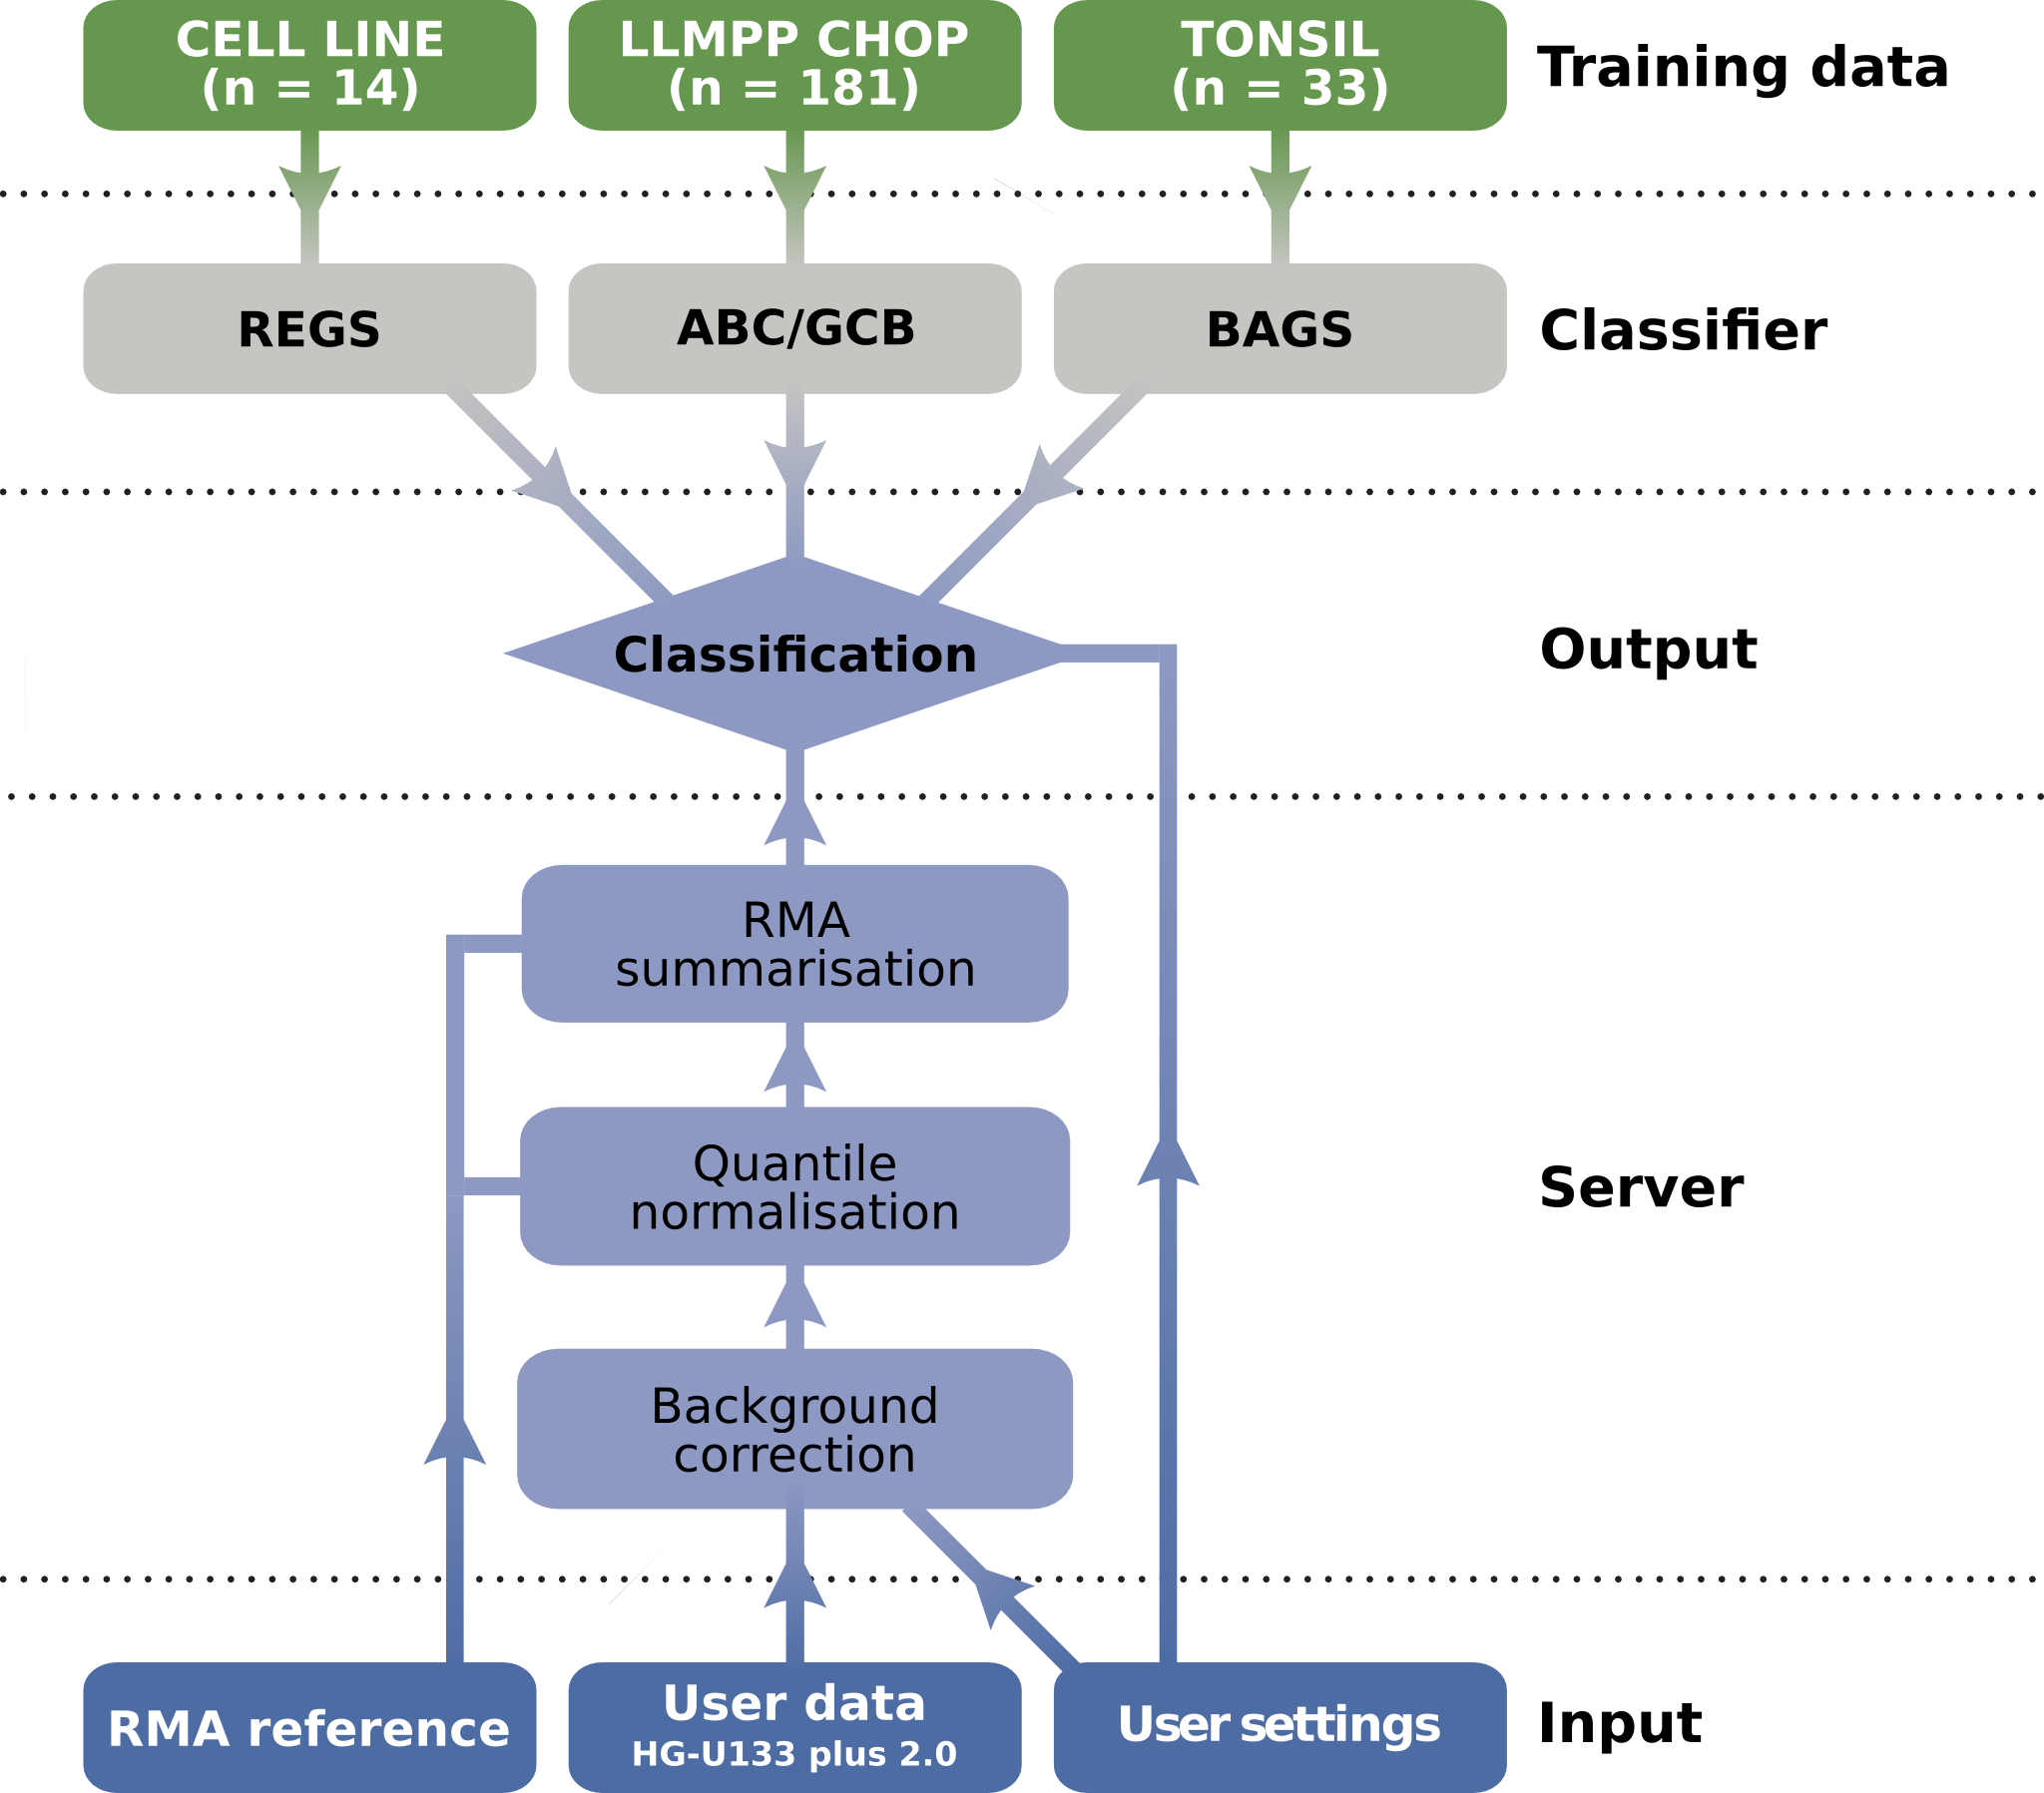 CELL LINE
(n = 14)
LLMPP CHOP
(n = 181)
TONSIL
(n = 33)
Training data
REGS
ABC/GCB
BAGS
Classifier
Classification
Output
RMA
summarisation
Quantile
normalisation
Server
Background
correction
RMA reference
User data
HG-U133 plus 2.0
User settings
Input